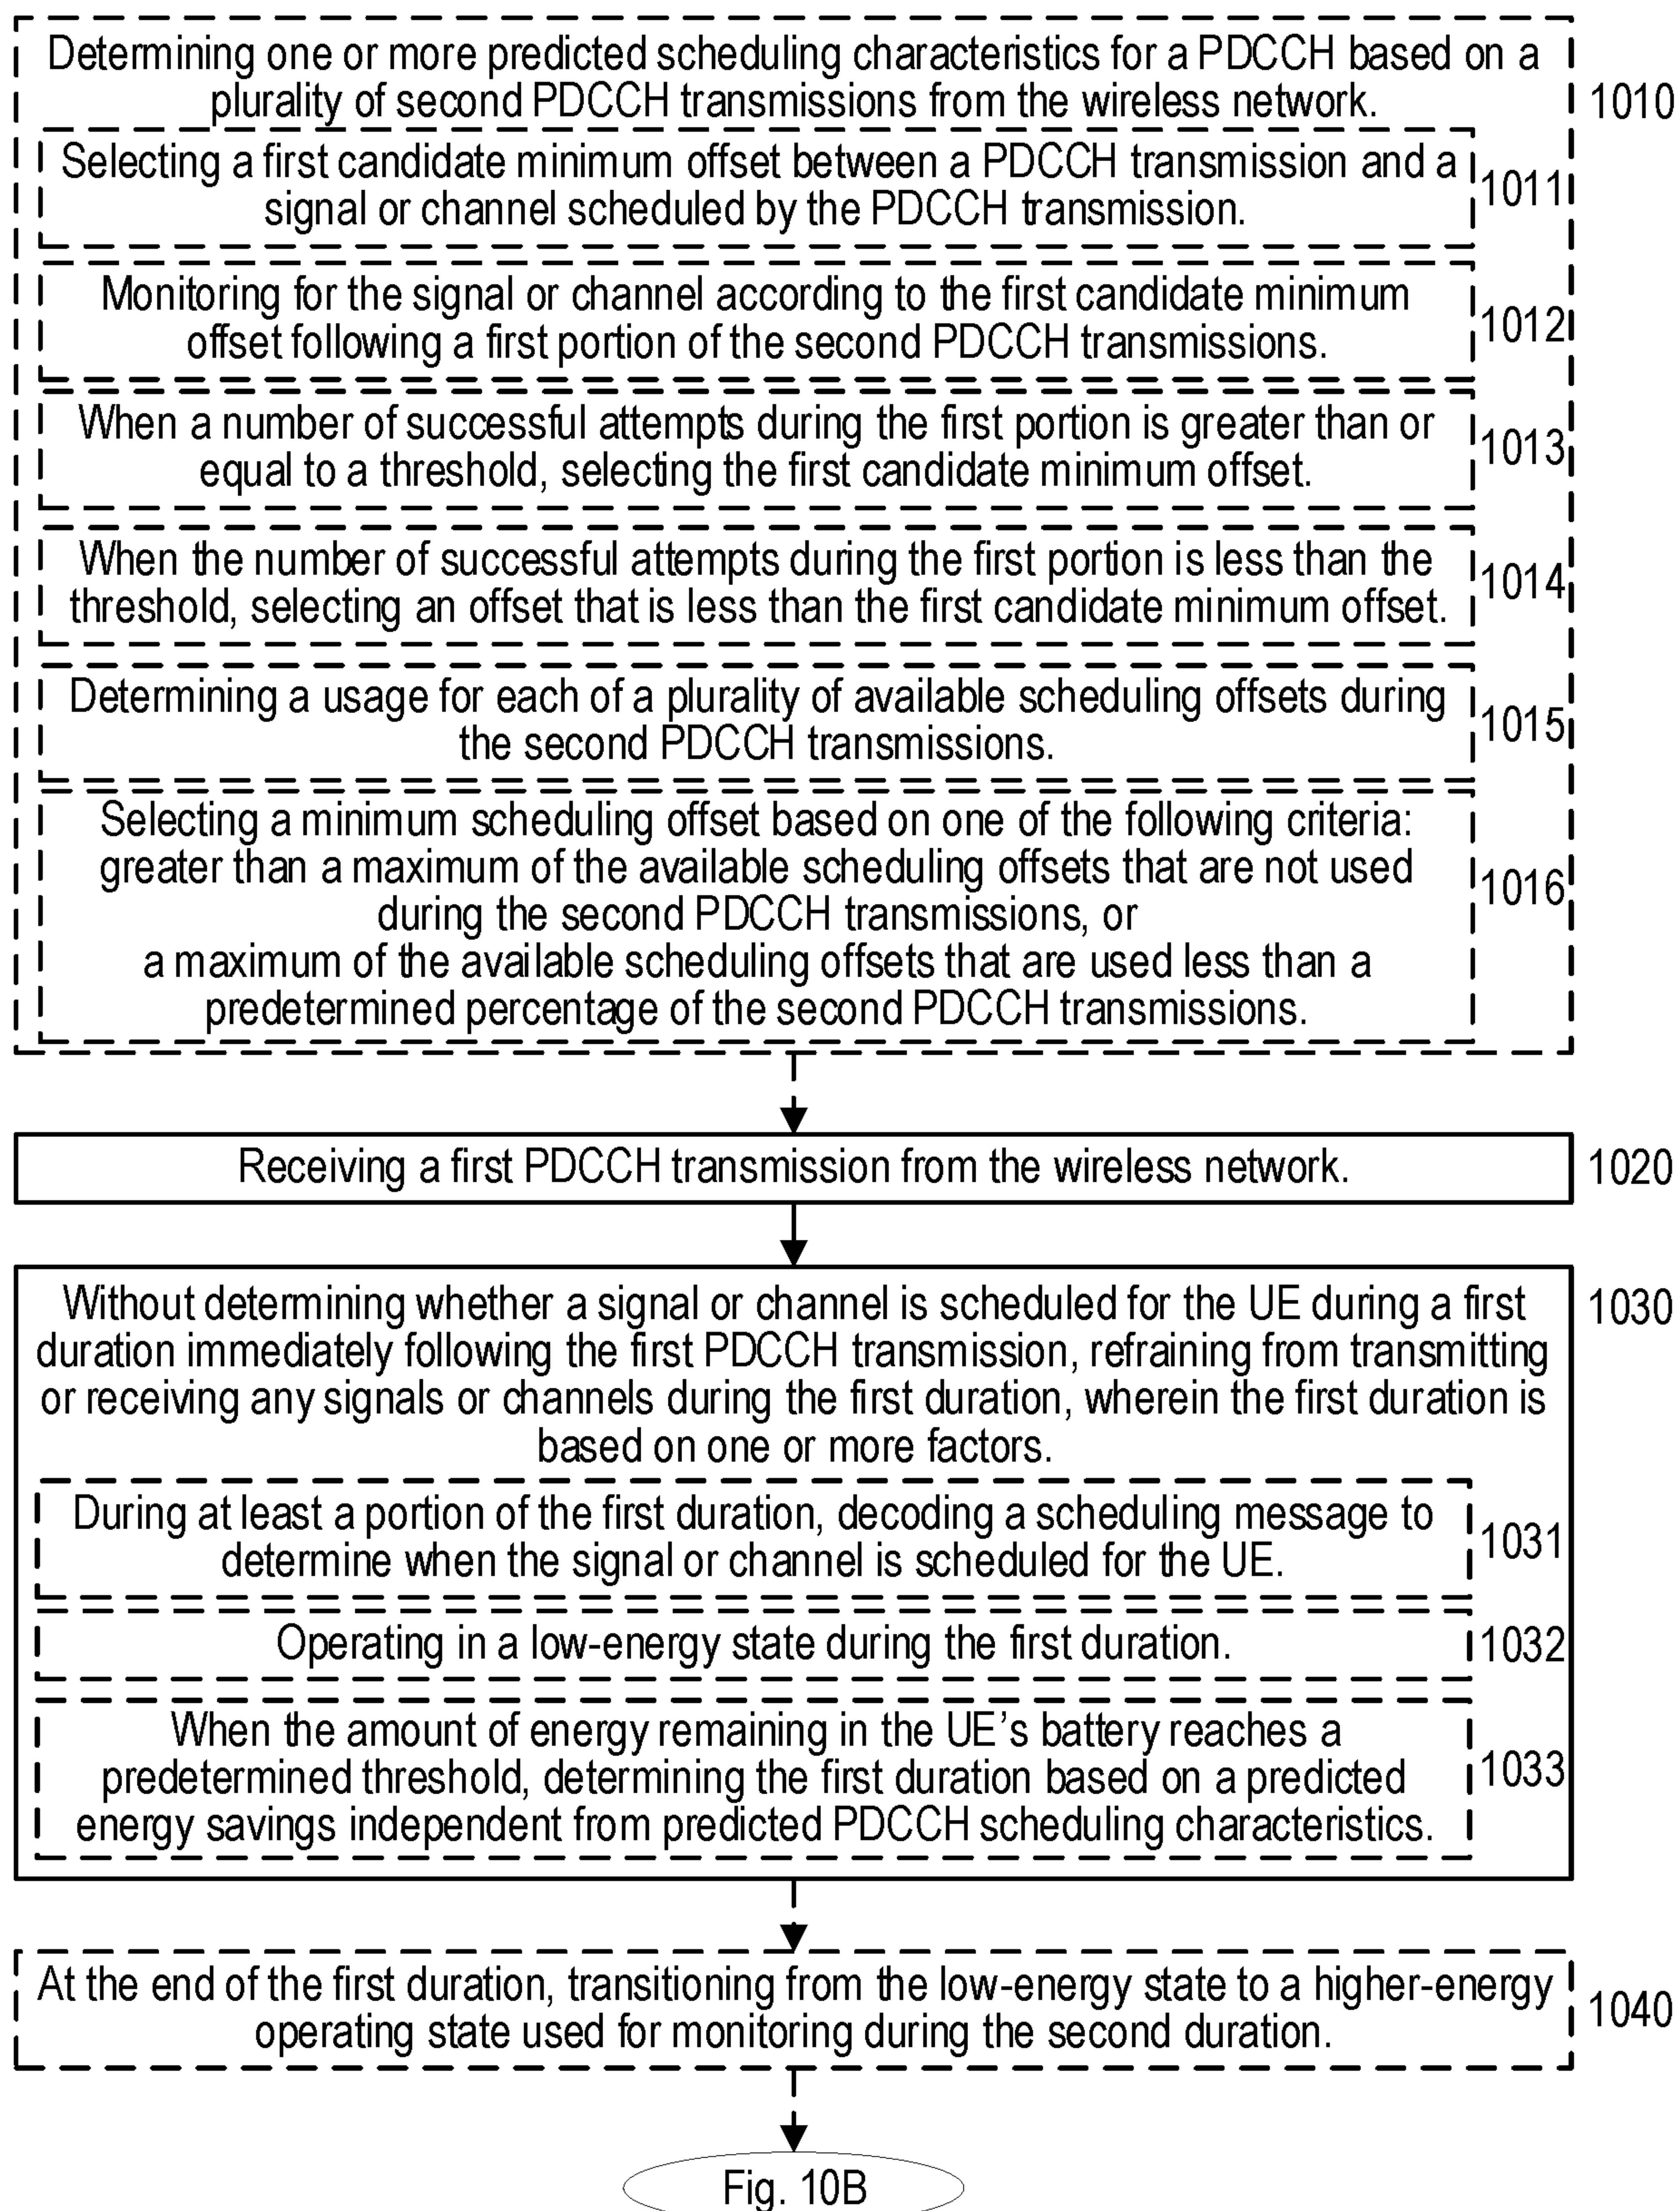 Determining one or more predicted scheduling characteristics for a PDCCH based on a
plurality of second PDCCH transmissions from the wireless network.
1010
Selecting a first candidate minimum offset between a PDCCH transmission and a
signal or channel scheduled by the PDCCH transmission.
1011
Monitoring for the signal or channel according to the first candidate minimum
offset following a first portion of the second PDCCH transmissions.
1012
When a number of successful attempts during the first portion is greater than or
equal to a threshold, selecting the first candidate minimum offset.
1013
When the number of successful attempts during the first portion is less than the
threshold, selecting an offset that is less than the first candidate minimum offset.
1014
Determining a usage for each of a plurality of available scheduling offsets during
the second PDCCH transmissions.
1015
Selecting a minimum scheduling offset based on one of the following criteria:
greater than a maximum of the available scheduling offsets that are not used
during the second PDCCH transmissions, or
a maximum of the available scheduling offsets that are used less than a
predetermined percentage of the second PDCCH transmissions.
1016
Receiving a first PDCCH transmission from the wireless network.
1020
Without determining whether a signal or channel is scheduled for the UE during a first
duration immediately following the first PDCCH transmission, refraining from transmitting
or receiving any signals or channels during the first duration, wherein the first duration is
based on one or more factors.
1030
During at least a portion of the first duration, decoding a scheduling message to
determine when the signal or channel is scheduled for the UE.
1031
Operating in a low-energy state during the first duration.
1032
When the amount of energy remaining in the UE's battery reaches a
predetermined threshold, determining the first duration based on a predicted
energy savings independent from predicted PDCCH scheduling characteristics.
1033
At the end of the first duration, transitioning from the low-energy state to a higher-energy
operating state used for monitoring during the second duration.
1040
Fig. 10B